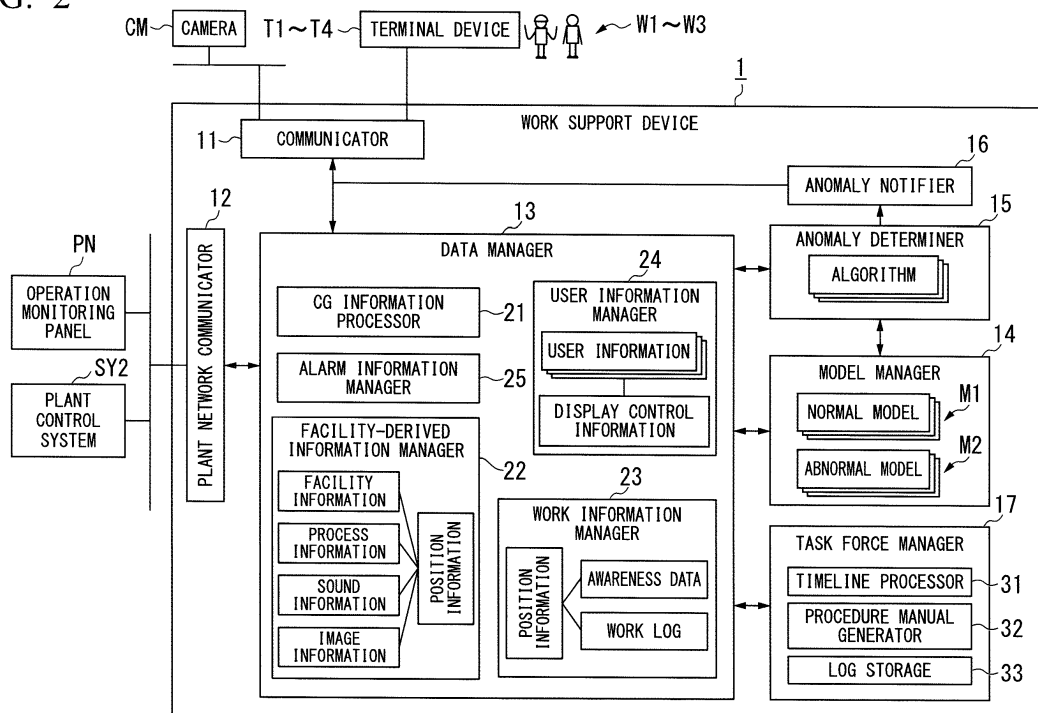 G. 2
CM
CAMERA
T1~T4
TERMINAL DEVICE
W1~W3
1
WORK SUPPORT DEVICE
11
COMMUNICATOR
16
ANOMALY NOTIFIER
12
PLANT NETWORK COMMUNICATOR
13
DATA MANAGER
15
ANOMALY DETERMINER
ALGORITHM
PN
OPERATION
MONITORING
PANEL
SY2
PLANT
CONTROL
SYSTEM
CG INFORMATION
PROCESSOR
21
ALARM INFORMATION
MANAGER
25
24
USER INFORMATION
MANAGER
USER INFORMATION
DISPLAY CONTROL
INFORMATION
14
MODEL MANAGER
NORMAL MODEL
M1
ABNORMAL MODEL
M2
FACILITY-DERIVED
INFORMATION MANAGER
22
FACILITY
INFORMATION
PROCESS
INFORMATION
SOUND
INFORMATION
IMAGE
INFORMATION
POSITION
INFORMATION
23
WORK INFORMATION
MANAGER
POSITION
INFORMATION
AWARENESS DATA
WORK LOG
17
TASK FORCE MANAGER
TIMELINE PROCESSOR
31
PROCEDURE MANUAL
GENERATOR
32
LOG STORAGE
33